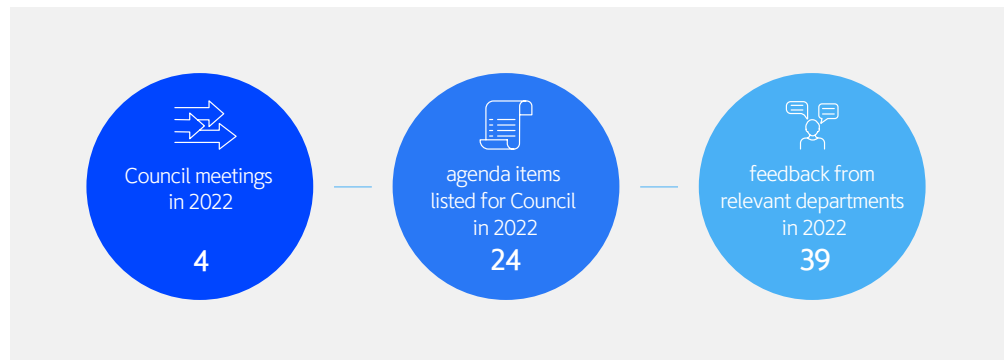 Council meetings
in 2022
4
agenda items
listed for Council
in 2022
24
feedback from
relevant departments
in 2022
39